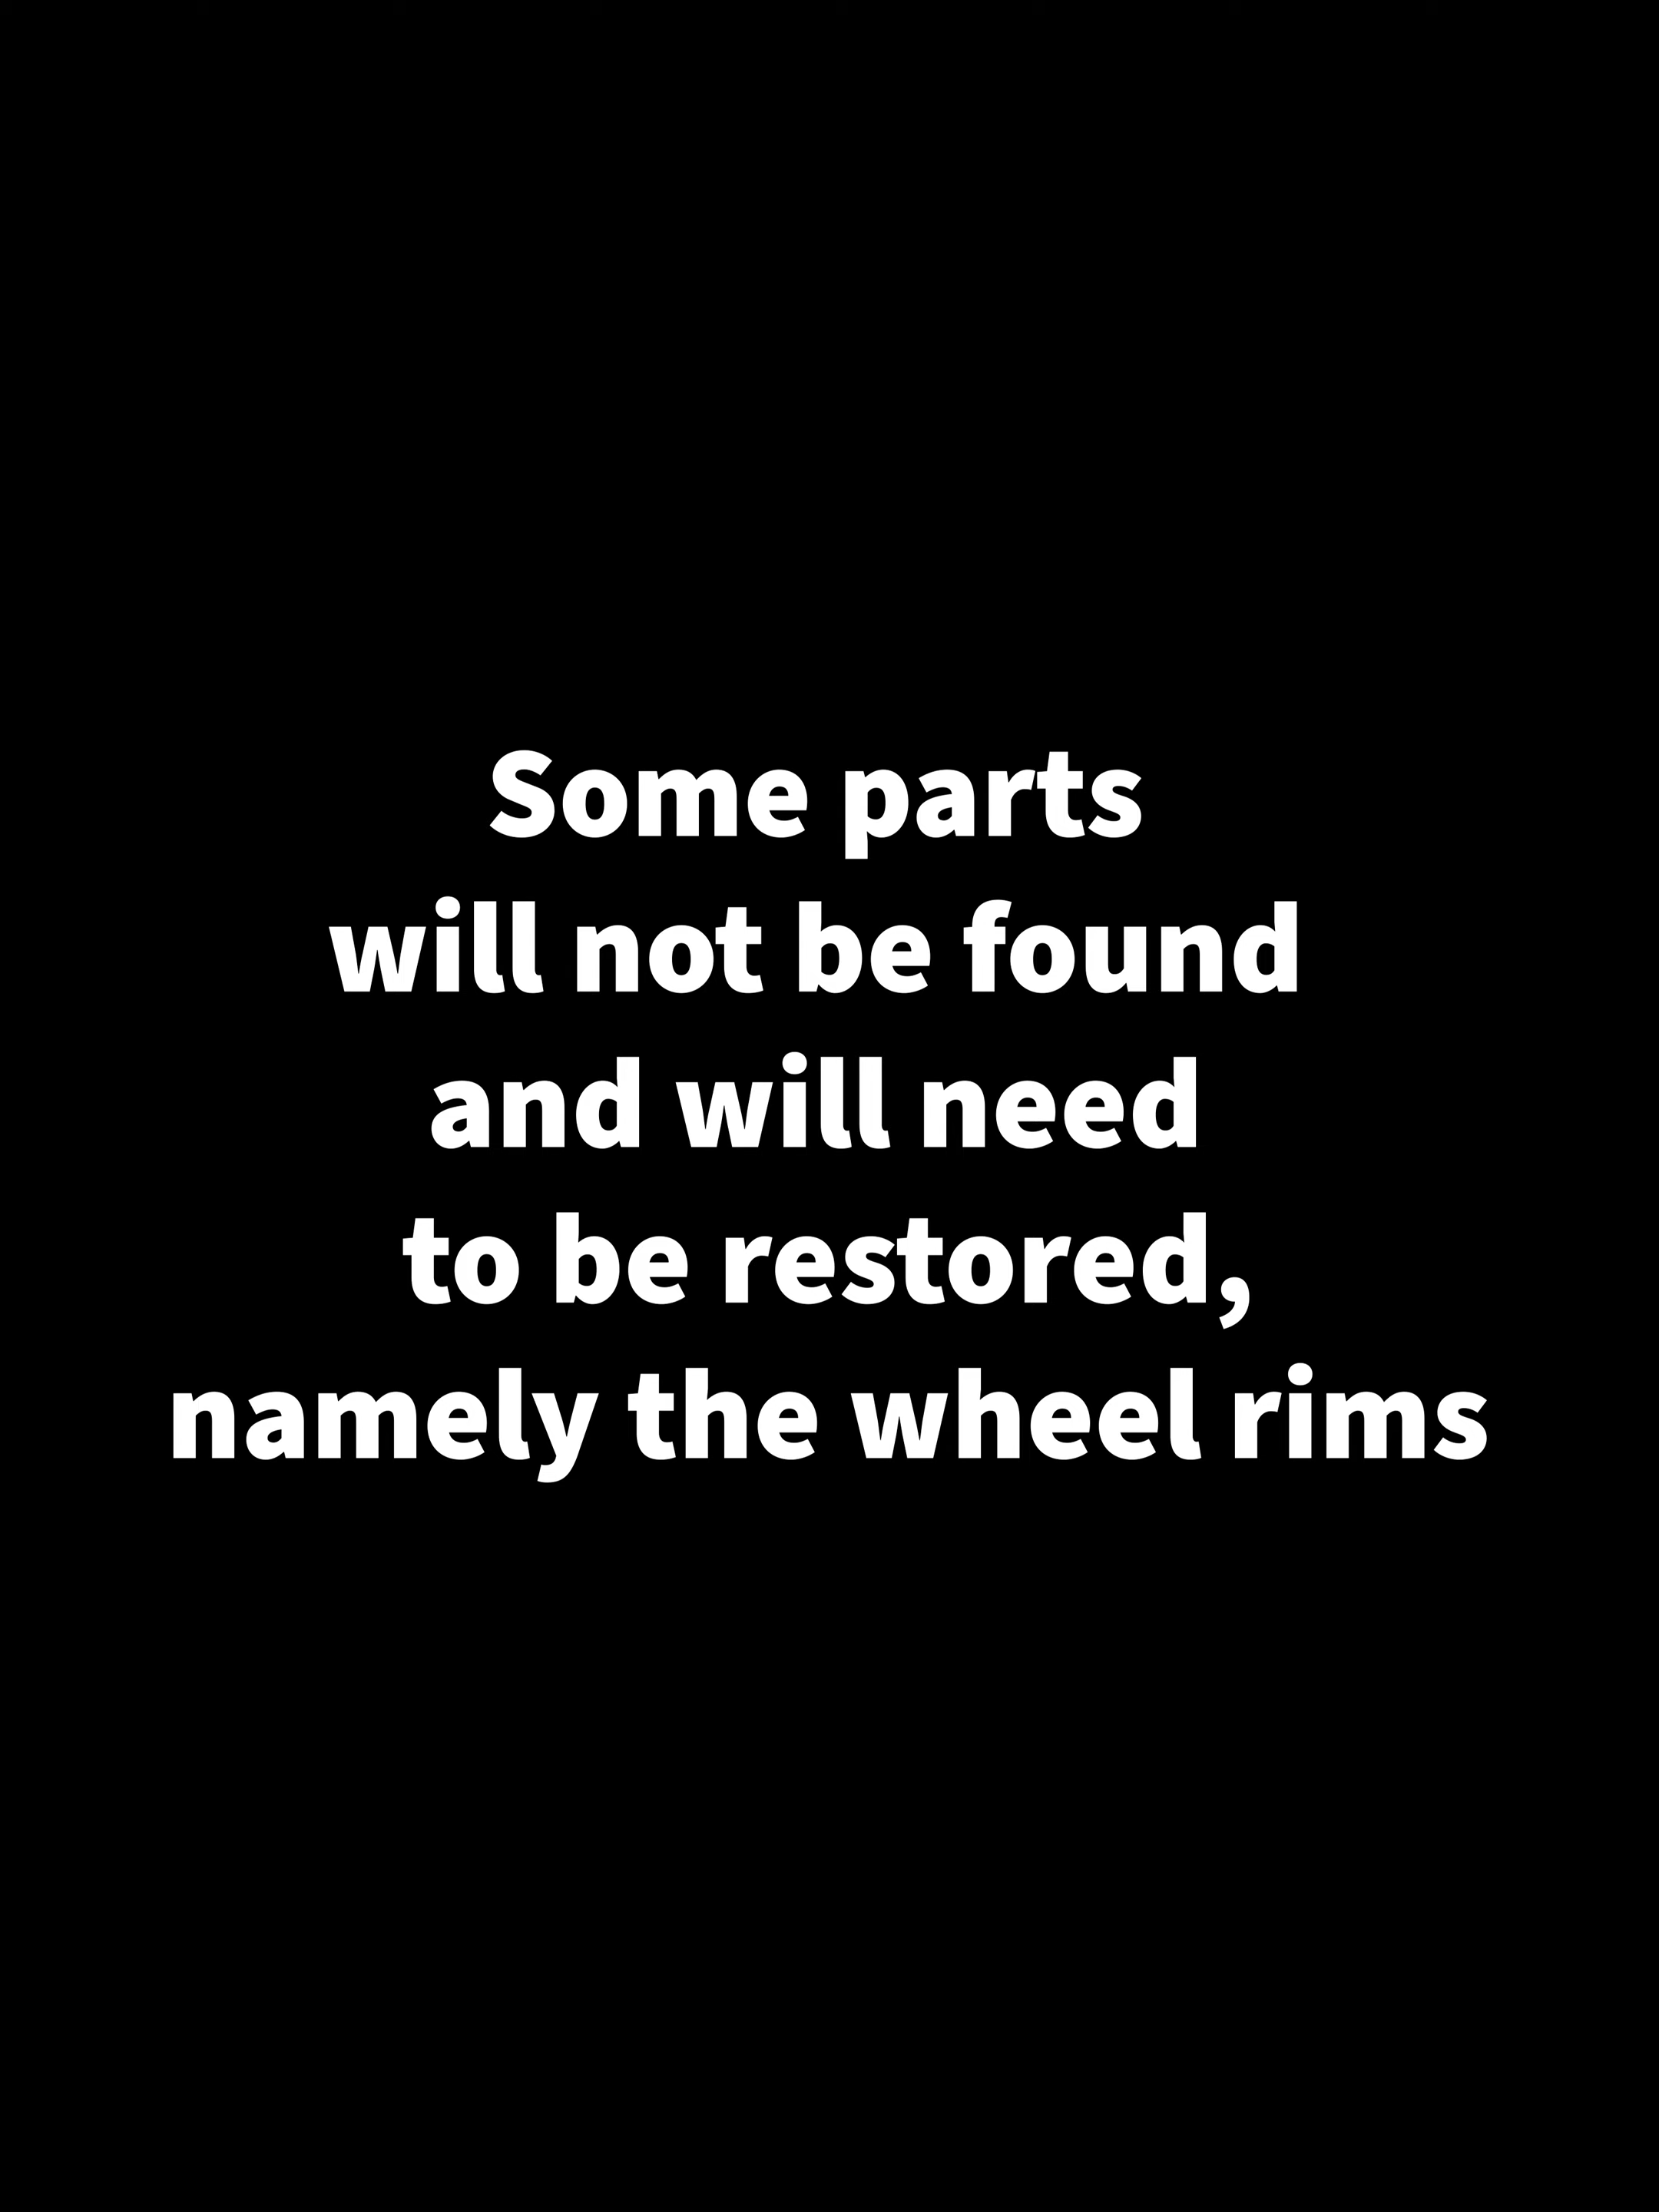 Some parts
will not be found
and will need
to be restored,
namely the wheel rims